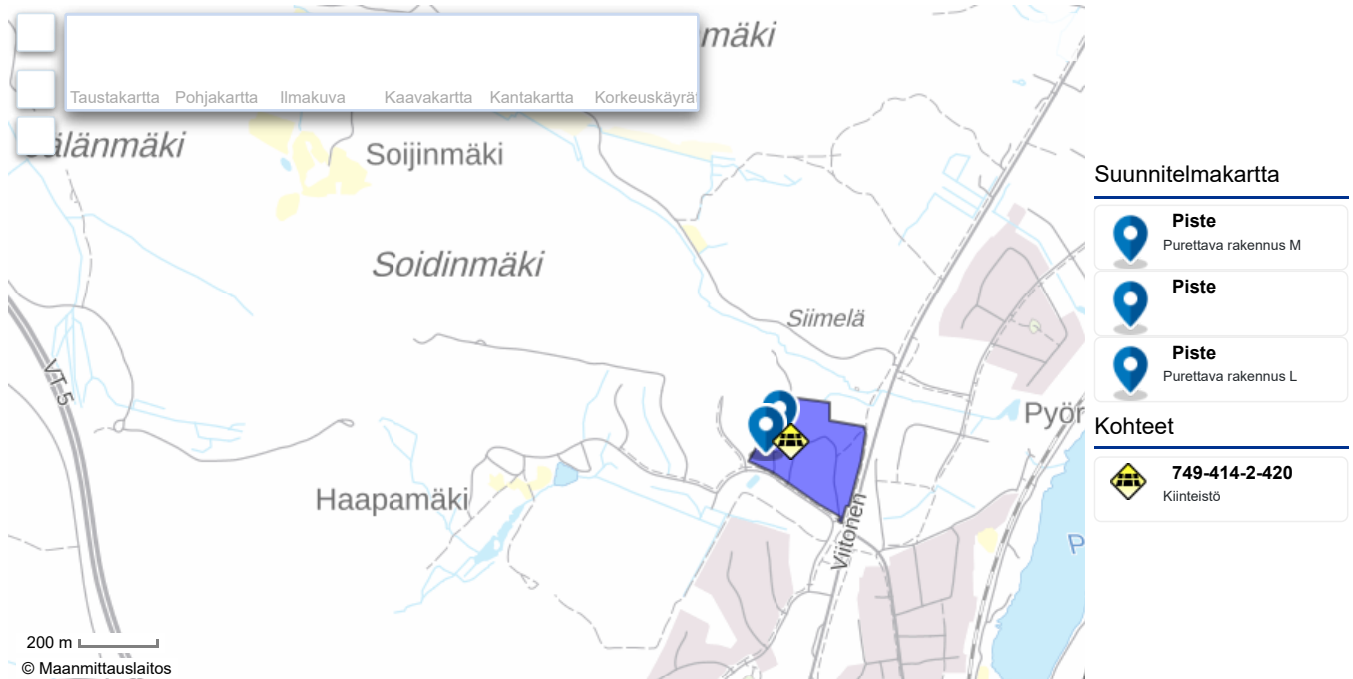 mäki
Taustakartta Pohjakartta Ilmakuva Kaavakartta Kantakartta Korkeuskäyrät
älänmäki
Soijinmäki
Soidinmäki
Siimelä
VT 5
Pyör
Haapamäki
Viitonen
P
200 m
© Maanmittauslaitos
Suunnitelmakartta
Piste
Purettava rakennus M
Piste
Piste
Purettava rakennus L
Kohteet
749-414-2-420
Kiinteistö